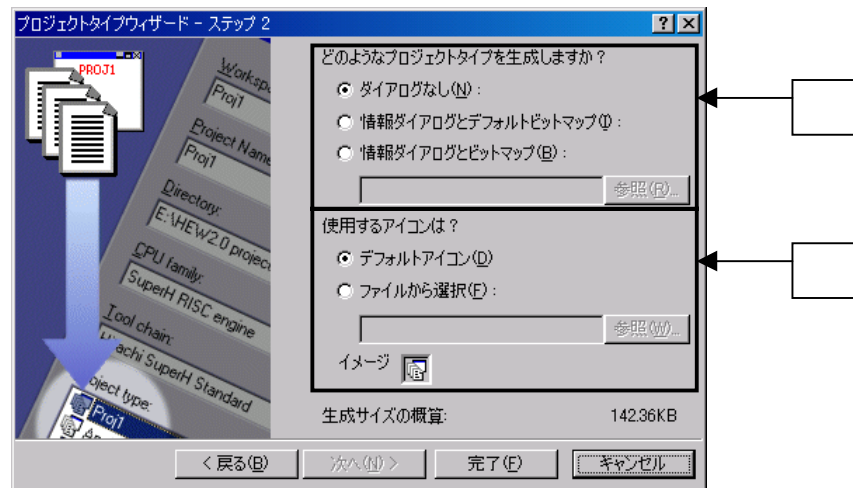 プロジェクトタイプウィザード - ステップ 2
PROJ1
Proj1
Project Name
Proj1
Directory:
E:\HEW2.0 project
CPU family:
SuperH RISC engine
Tool chain:
Hitachi SuperH Standard
Project type:
Proj1
どのようなプロジェクトタイプを生成しますか?
ダイアログなし(N) :
情報ダイアログとデフォルトビットマップ(I) :
情報ダイアログとビットマップ(B) :
参照(R)...
使用するアイコンは?
デフォルトアイコン(D)
ファイルから選択(F) :
参照(W)...
イメージ
生成サイズの概算: 142.36KB
< 戻る(B) 次へ(N) > 完了(F) キャンセル